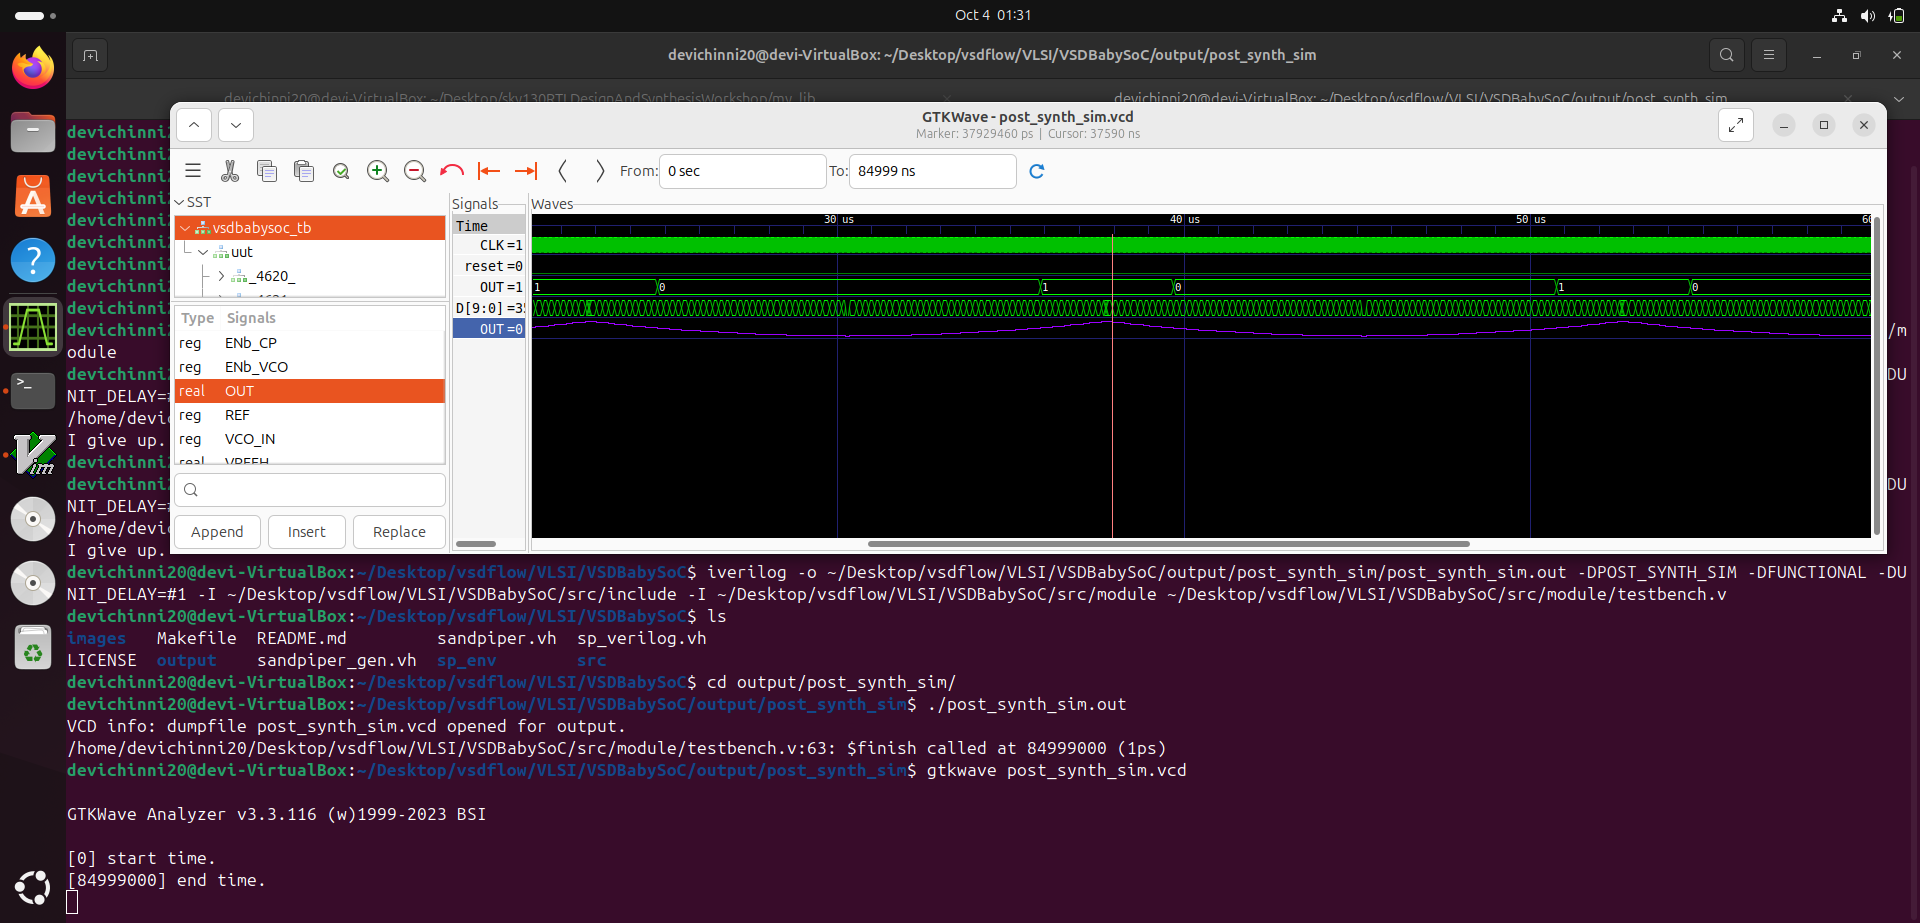 Oct 4 01:31
devichinni20@devi-VirtualBox: ~/Desktop/vsdflow/VLSI/VSDBabySoC/output/post_synth_sim
devichinni20@devi-VirtualBox: ~/Desktop/sky130RTLDesignAndSynthesisWorkshop/my_lib
devichinni20@devi-VirtualBox: ~/Desktop/vsdflow/VLSI/VSDBabySoC/output/post_synth_sim
GTKWave - post_synth_sim.vcd
Marker: 37929460 ps | Cursor: 37590 ns
From: 0 sec To: 84999 ns
SST
vsdbabysoc_tb
uut
_4620_
Type Signals
reg ENb_CP
reg ENb_VCO
real OUT
reg REF
reg VCO_IN
real VREFH
Append Insert Replace
Signals
Time
CLK=1
reset=0
OUT=1
D[9:0]=35
OUT=0
Waves
30 us 40 us 50 us 60
1 0 1 0 1 0
devichinni
devichinni
devichinni
devichinni
devichinni
devichinni
devichinni
devichinni
devichinni
devichinni /m
odule
devichinni DU
NIT_DELAY=
/home/devic
I give up.
devichinni
devichinni DU
NIT_DELAY=
/home/devic
I give up.
devichinni20@devi-VirtualBox:~/Desktop/vsdflow/VLSI/VSDBabySoC$ iverilog -o ~/Desktop/vsdflow/VLSI/VSDBabySoC/output/post_synth_sim/post_synth_sim.out -DPOST_SYNTH_SIM -DFUNCTIONAL -DU
NIT_DELAY=#1 -I ~/Desktop/vsdflow/VLSI/VSDBabySoC/src/include -I ~/Desktop/vsdflow/VLSI/VSDBabySoC/src/module ~/Desktop/vsdflow/VLSI/VSDBabySoC/src/module/testbench.v
devichinni20@devi-VirtualBox:~/Desktop/vsdflow/VLSI/VSDBabySoC$ ls
images Makefile README.md sandpiper.vh sp_verilog.vh
LICENSE output sandpiper_gen.vh sp_env src
devichinni20@devi-VirtualBox:~/Desktop/vsdflow/VLSI/VSDBabySoC$ cd output/post_synth_sim/
devichinni20@devi-VirtualBox:~/Desktop/vsdflow/VLSI/VSDBabySoC/output/post_synth_sim$ ./post_synth_sim.out
VCD info: dumpfile post_synth_sim.vcd opened for output.
/home/devichinni20/Desktop/vsdflow/VLSI/VSDBabySoC/src/module/testbench.v:63: $finish called at 84999000 (1ps)
devichinni20@devi-VirtualBox:~/Desktop/vsdflow/VLSI/VSDBabySoC/output/post_synth_sim$ gtkwave post_synth_sim.vcd
GTKWave Analyzer v3.3.116 (w)1999-2023 BSI
[0] start time.
[84999000] end time.